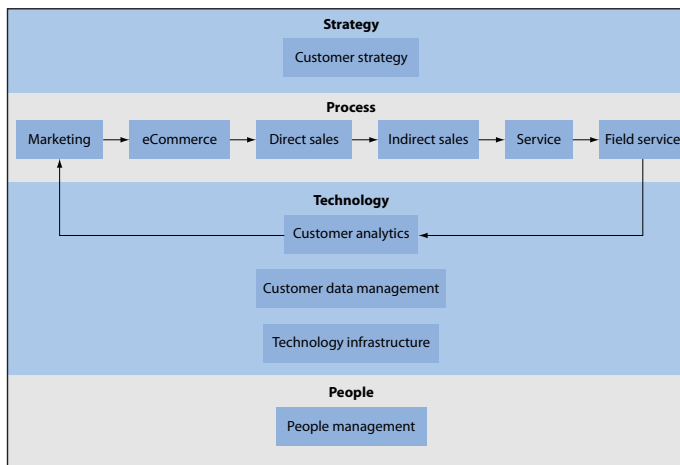 Strategy
Customer strategy
Process
Marketing
eCommerce
Direct sales
Indirect sales
Service
Field service
Technology
Customer analytics
Customer data management
Technology infrastructure
People
People management